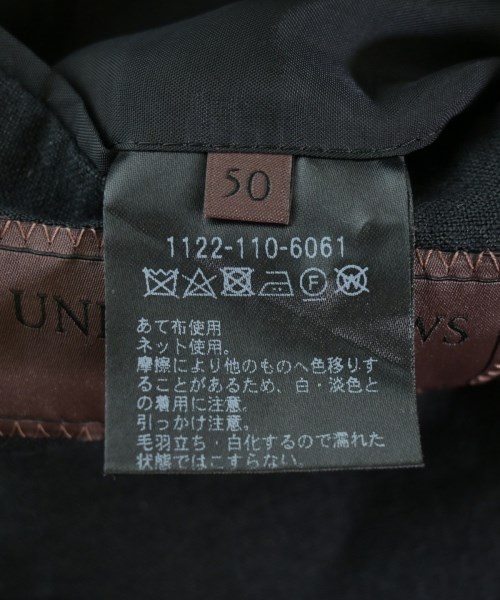 50
1122-110-6061
あて布使用
ネット使用。
摩擦により他のものへ色移りす
ることがあるため、白・淡色と
の着用に注意。
引っかけ注意。
毛羽立ち・白化するので濡れた
状態ではこすらない。